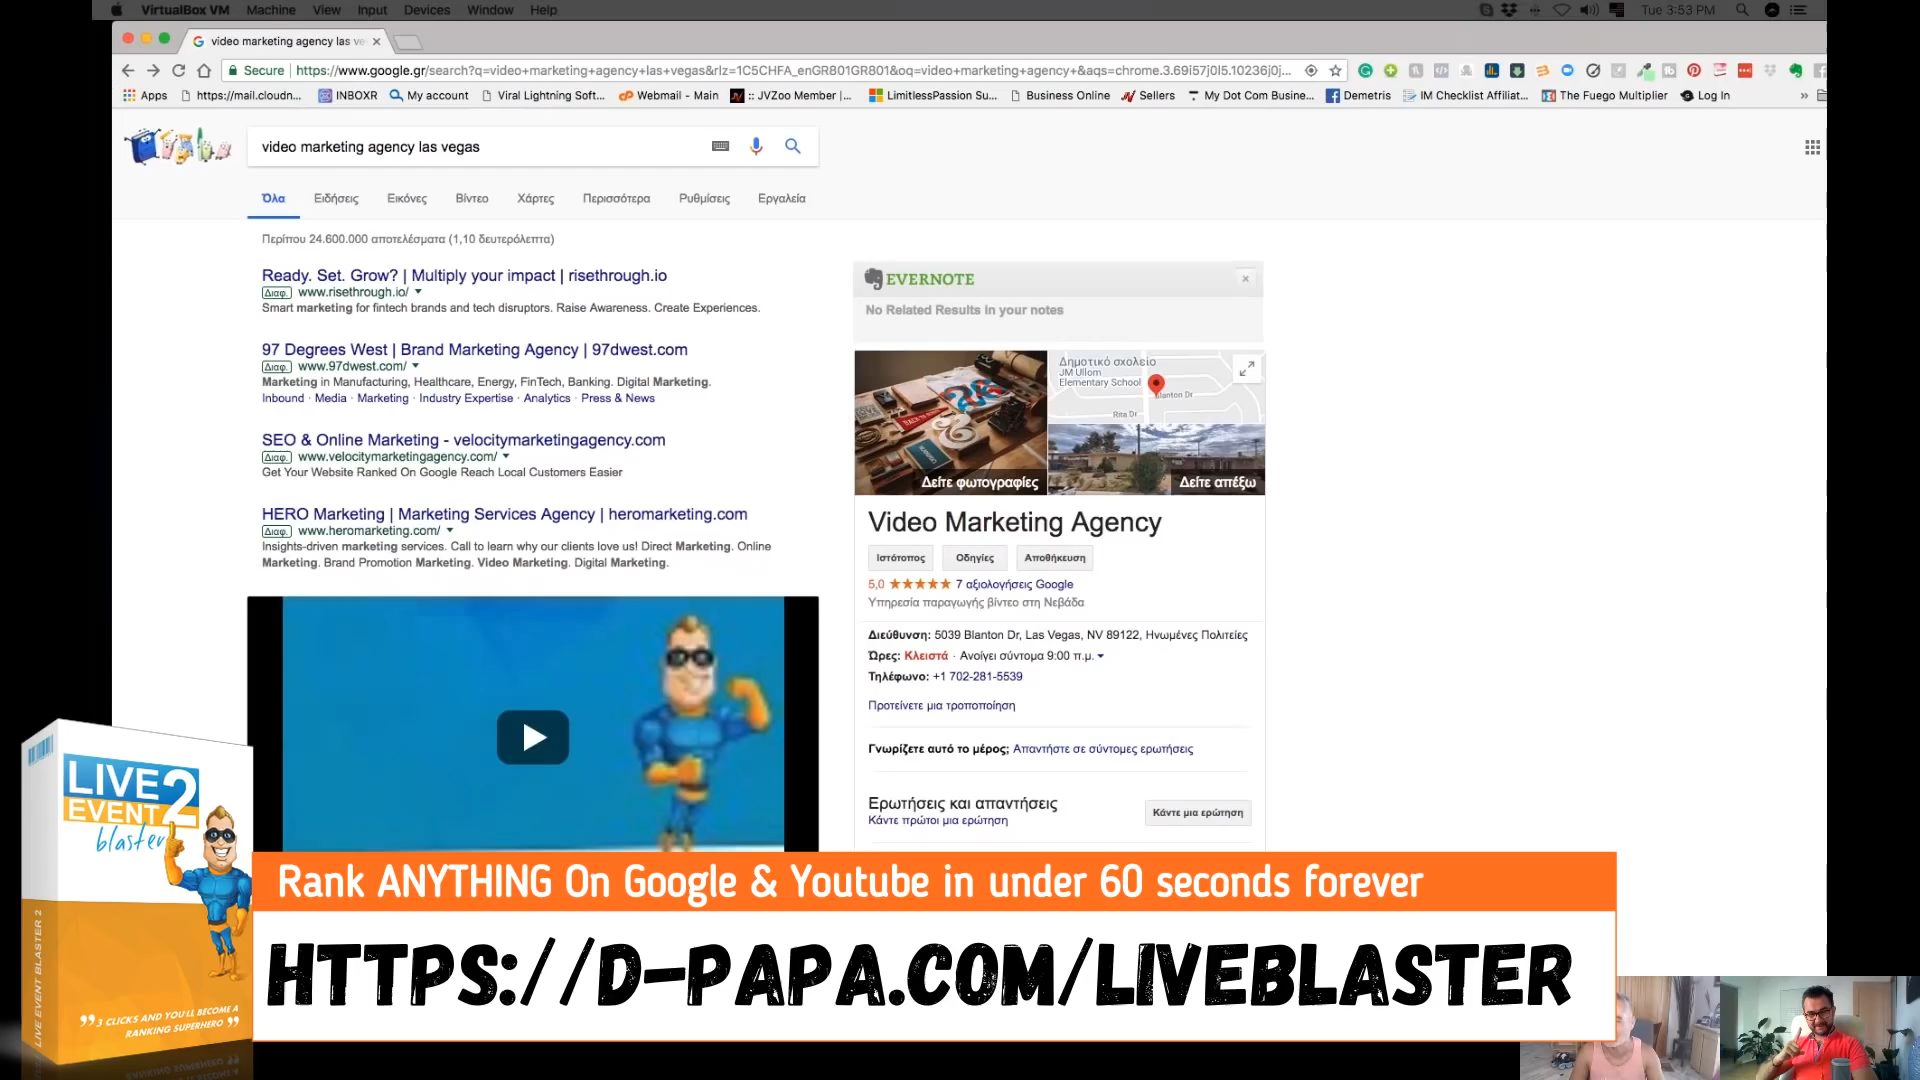 VirtualBox VM Machine View Input Devices Window Help
Tue 3:53 PM
video marketing agency las ve
Secure https://www.google.gr/search?q=video+marketing+agency+las+vegas&rlz=1C5CHFA_enGR801GR801&oq=video+marketing+agency+&aqs=chrome.3.69i57j0l5.10236j0j...
Apps https://mail.cloudn... INBOXR My account Viral Lightning Soft... Webmail - Main :: JVZoo Member |... LimitlessPassion Su... Business Online Sellers My Dot Com Busine... Demetris IM Checklist Affiliat... The Fuego Multiplier Log In »
video marketing agency las vegas
Όλα Ειδήσεις Εικόνες Βίντεο Χάρτες Περισσότερα Ρυθμίσεις Εργαλεία
Περίπου 24.600.000 αποτελέσματα (1,10 δευτερόλεπτα)
Ready. Set. Grow? | Multiply your impact | risethrough.io
Διαφ. www.risethrough.io/
Smart marketing for fintech brands and tech disruptors. Raise Awareness. Create Experiences.
97 Degrees West | Brand Marketing Agency | 97dwest.com
Διαφ. www.97dwest.com/
Marketing in Manufacturing, Healthcare, Energy, FinTech, Banking. Digital Marketing.
Inbound · Media · Marketing · Industry Expertise · Analytics · Press & News
SEO & Online Marketing - velocitymarketingagency.com
Διαφ. www.velocitymarketingagency.com/
Get Your Website Ranked On Google Reach Local Customers Easier
HERO Marketing | Marketing Services Agency | heromarketing.com
Διαφ. www.heromarketing.com/
Insights-driven marketing services. Call to learn why our clients love us! Direct Marketing. Online
Marketing. Brand Promotion Marketing. Video Marketing. Digital Marketing.
EVERNOTE
No Related Results in your notes
Δημοτικό σχολείο
JM Ullom
Elementary School
Blanton Dr
Rita Dr
Δείτε φωτογραφίες
Δείτε απέξω
Video Marketing Agency
Ιστότοπος Οδηγίες Αποθήκευση
5,0 7 αξιολογήσεις Google
Υπηρεσία παραγωγής βίντεο στη Νεβάδα
Διεύθυνση: 5039 Blanton Dr, Las Vegas, NV 89122, Ηνωμένες Πολιτείες
Ώρες: Κλειστά · Ανοίγει σύντομα 9:00 π.μ.
Τηλέφωνο: +1 702-281-5539
Προτείνετε μια τροποποίηση
Γνωρίζετε αυτό το μέρος; Απαντήστε σε σύντομες ερωτήσεις
Ερωτήσεις και απαντήσεις
Κάντε πρώτοι μια ερώτηση
Κάντε μια ερώτηση
LIVE 2
EVENT
blaster
LIVE EVENT BLASTER 2
"3 CLICKS AND YOU'LL BECOME A
RANKING SUPERHERO"
Rank ANYTHING On Google & Youtube in under 60 seconds forever
HTTPS://D-PAPA.COM/LIVEBLASTER